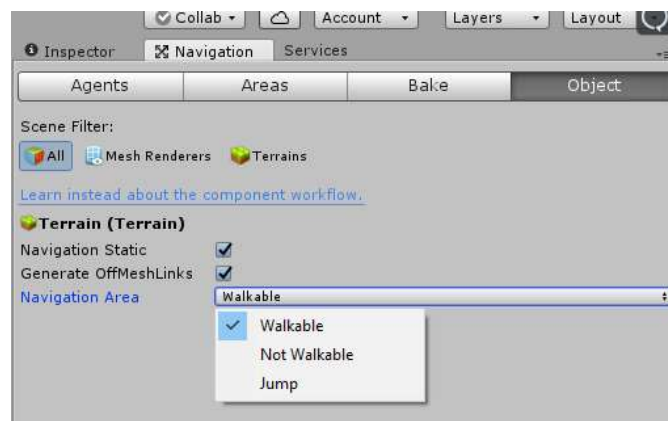 Collab Account Layers Layout
Inspector Navigation Services
Agents Areas Bake Object
Scene Filter:
All Mesh Renderers Terrains
Learn instead about the component workflow.
Terrain (Terrain)
Navigation Static
Generate OffMeshLinks
Navigation Area Walkable
Walkable
Not Walkable
Jump